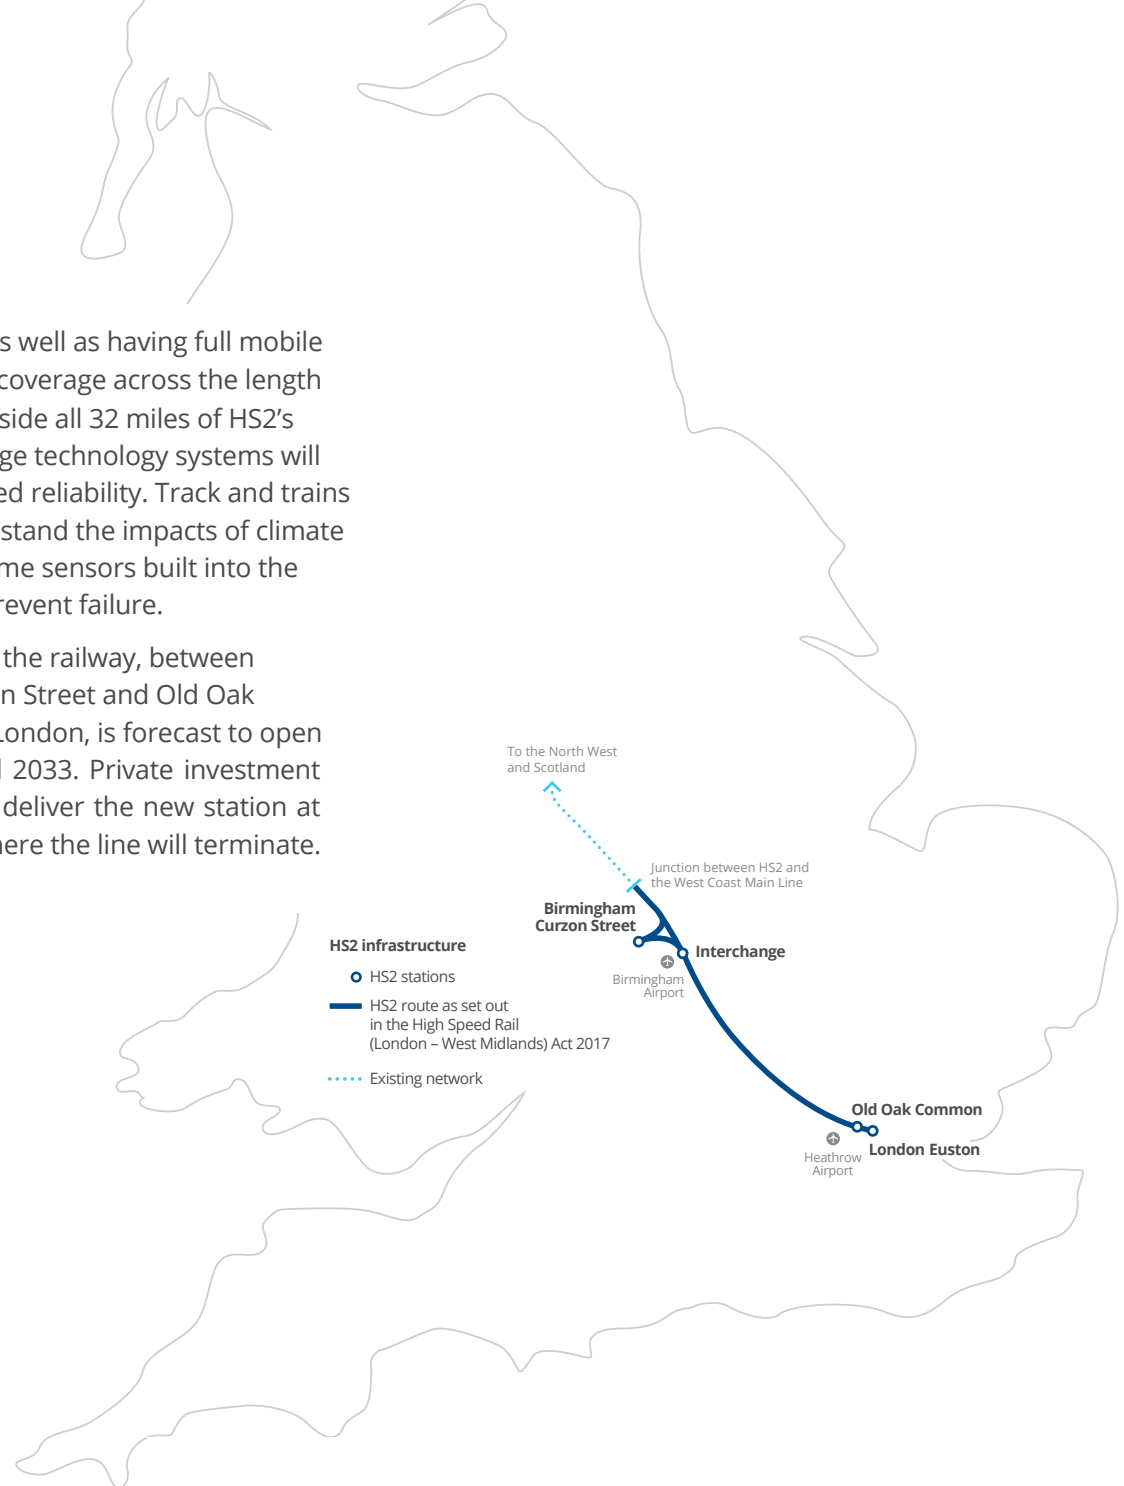 s well as having full mobile
coverage across the length
side all 32 miles of HS2’s
ge technology systems will
ed reliability. Track and trains
stand the impacts of climate
me sensors built into the
revent failure.
the railway, between
n Street and Old Oak
London, is forecast to open
2033. Private investment
deliver the new station at
here the line will terminate.
To the North West
and Scotland
Junction between HS2 and
the West Coast Main Line
Birmingham
Curzon Street
Interchange
Birmingham
Airport
HS2 infrastructure
HS2 stations
HS2 route as set out
in the High Speed Rail
(London – West Midlands) Act 2017
Existing network
Old Oak Common
London Euston
Heathrow
Airport